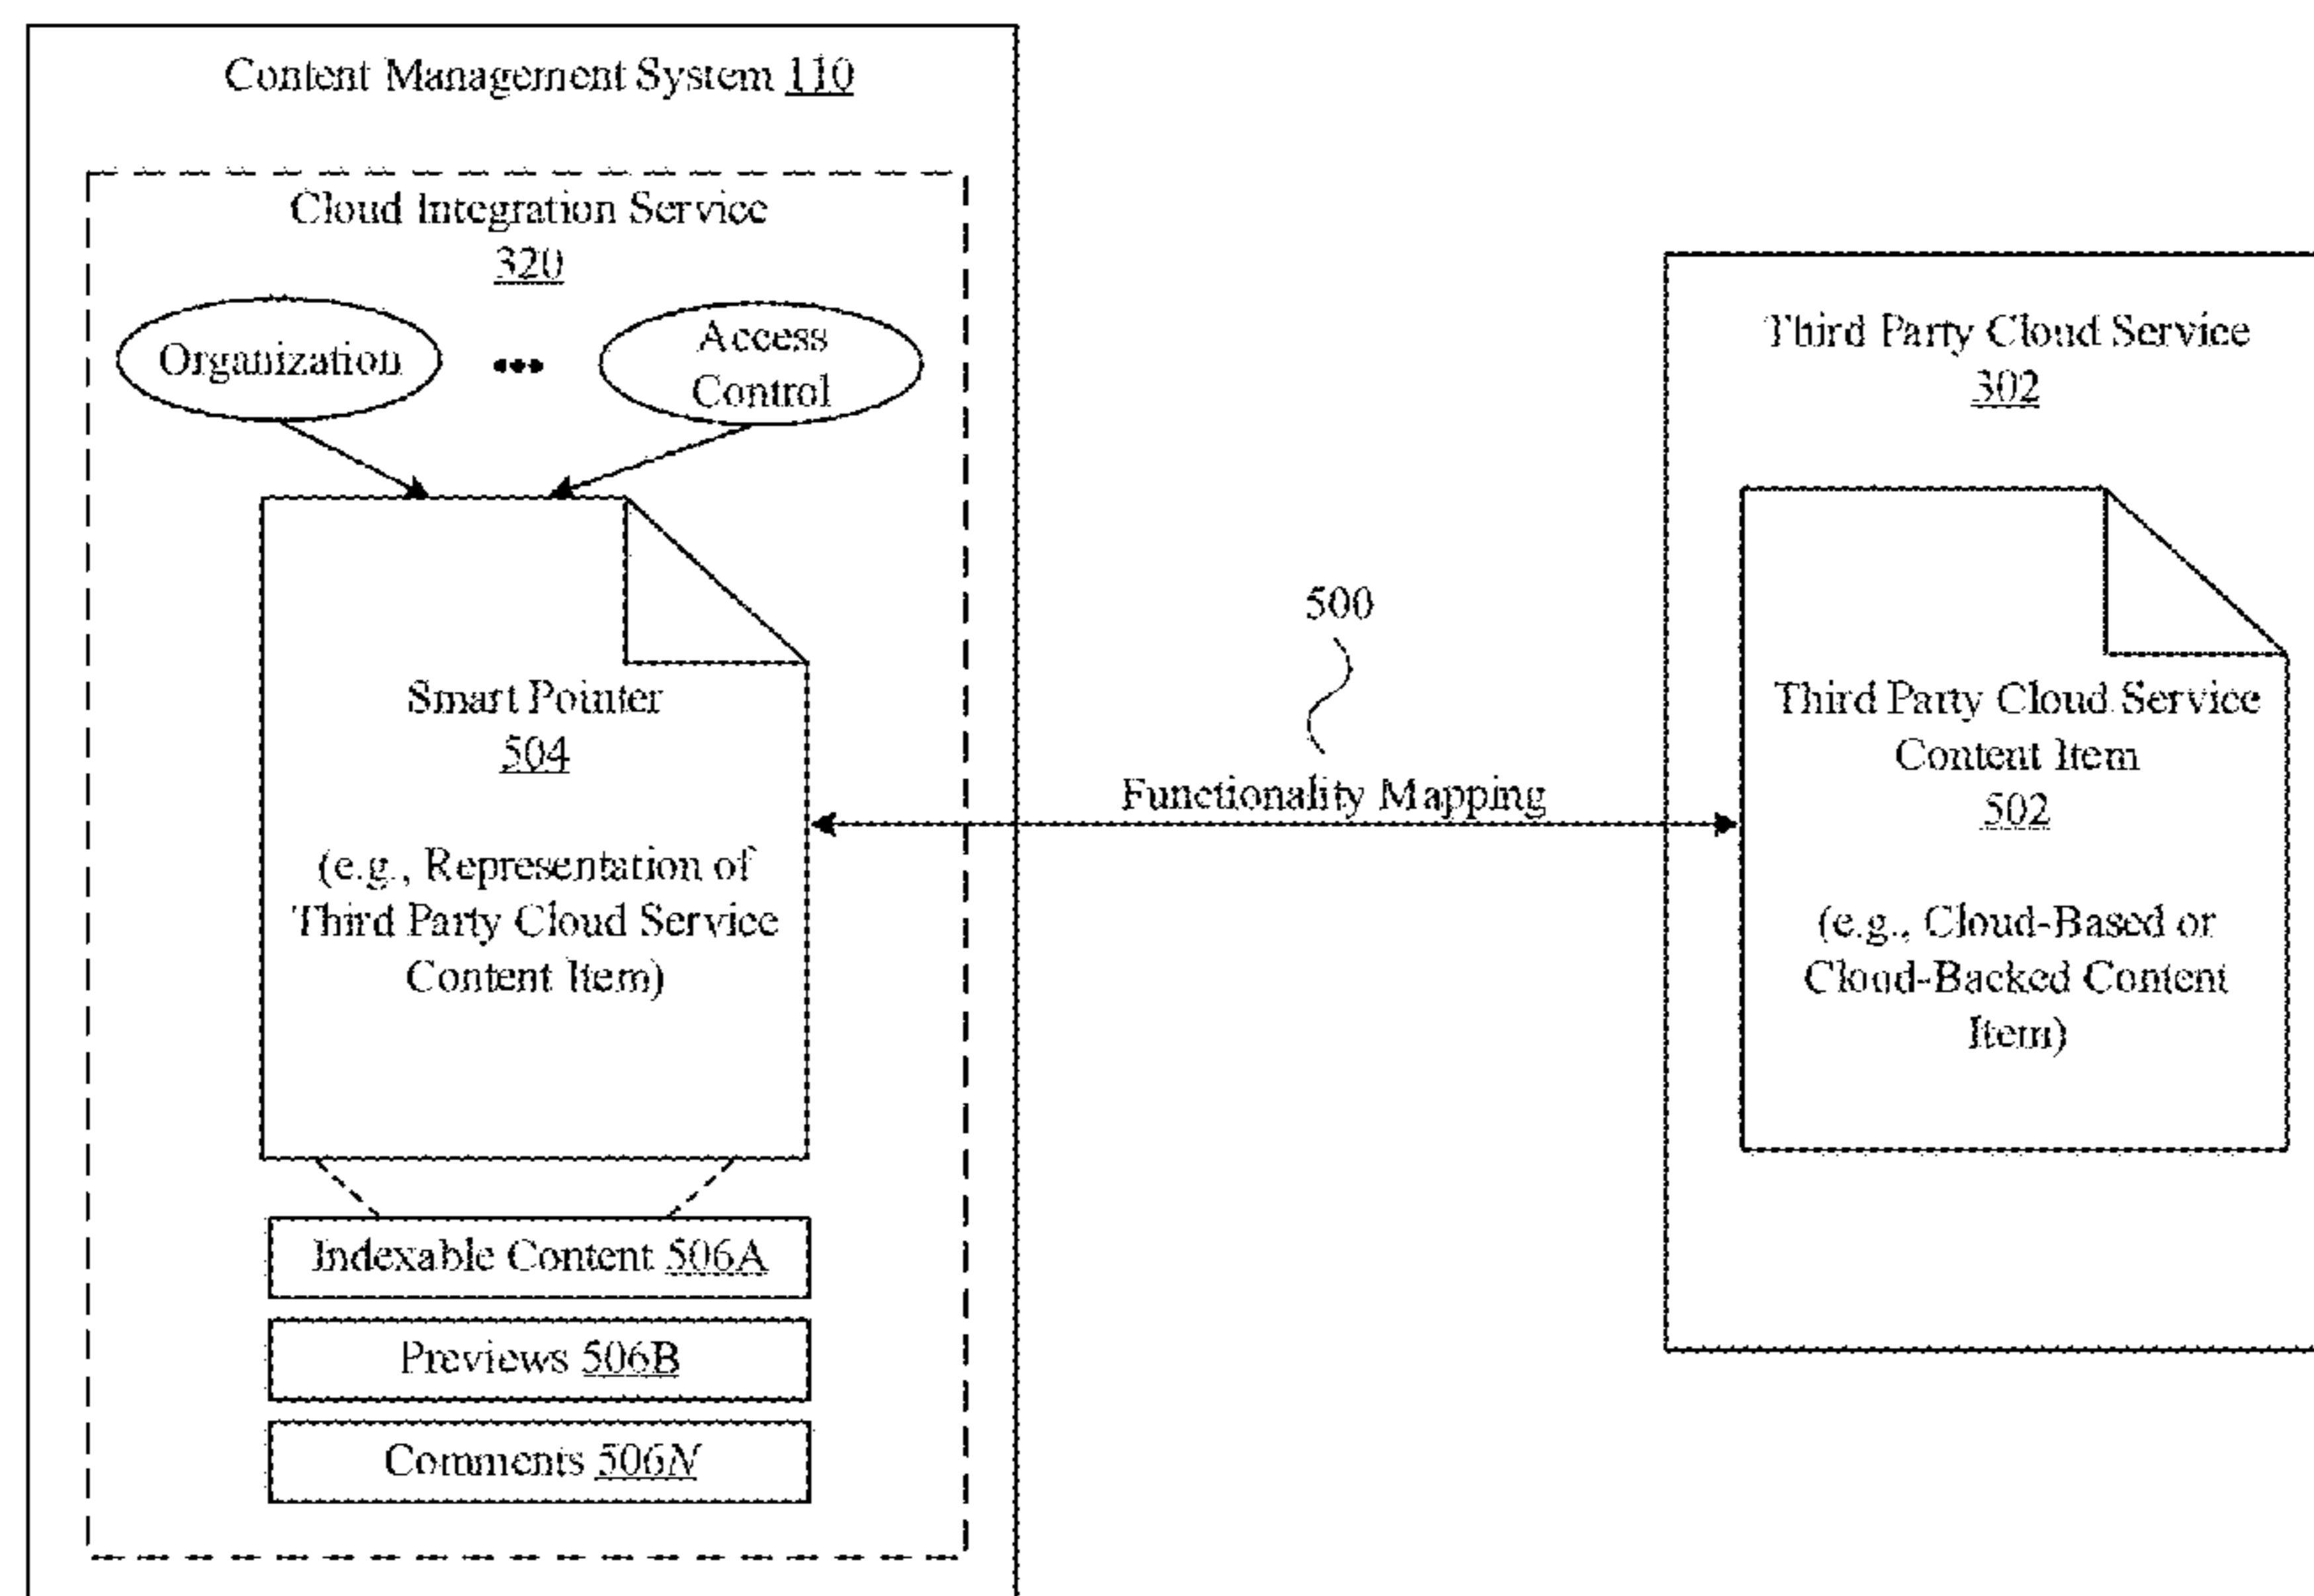 Content Management System 110
Cloud Integration Service
320
Organization
•••
Access
Control
Smart Pointer
504
(e.g., Representation of
Third Party Cloud Service
Content Item)
Indexable Content 506A
Previews 506B
Comments 506N
500
Functionality Mapping
Third Party Cloud Service
302
Third Party Cloud Service
Content Item
502
(e.g., Cloud-Based or
Cloud-Backed Content
Item)